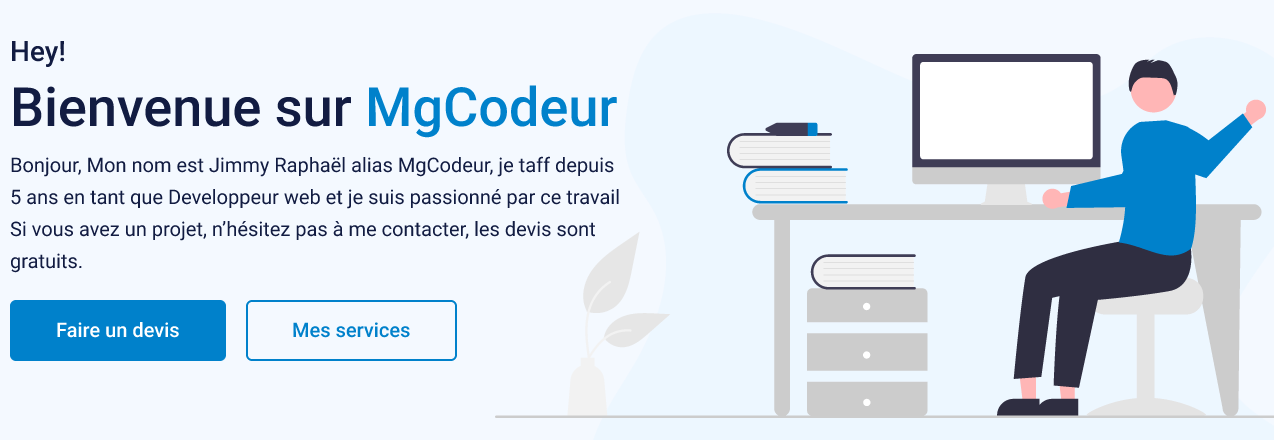 Hey!
Bienvenue sur MgCodeur
Bonjour, Mon nom est Jimmy Raphaël alias MgCodeur, je taff depuis
5 ans en tant que Developpeur web et je suis passionné par ce travail
Si vous avez un projet, n’hésitez pas à me contacter, les devis sont
gratuits.
Faire un devis
Mes services